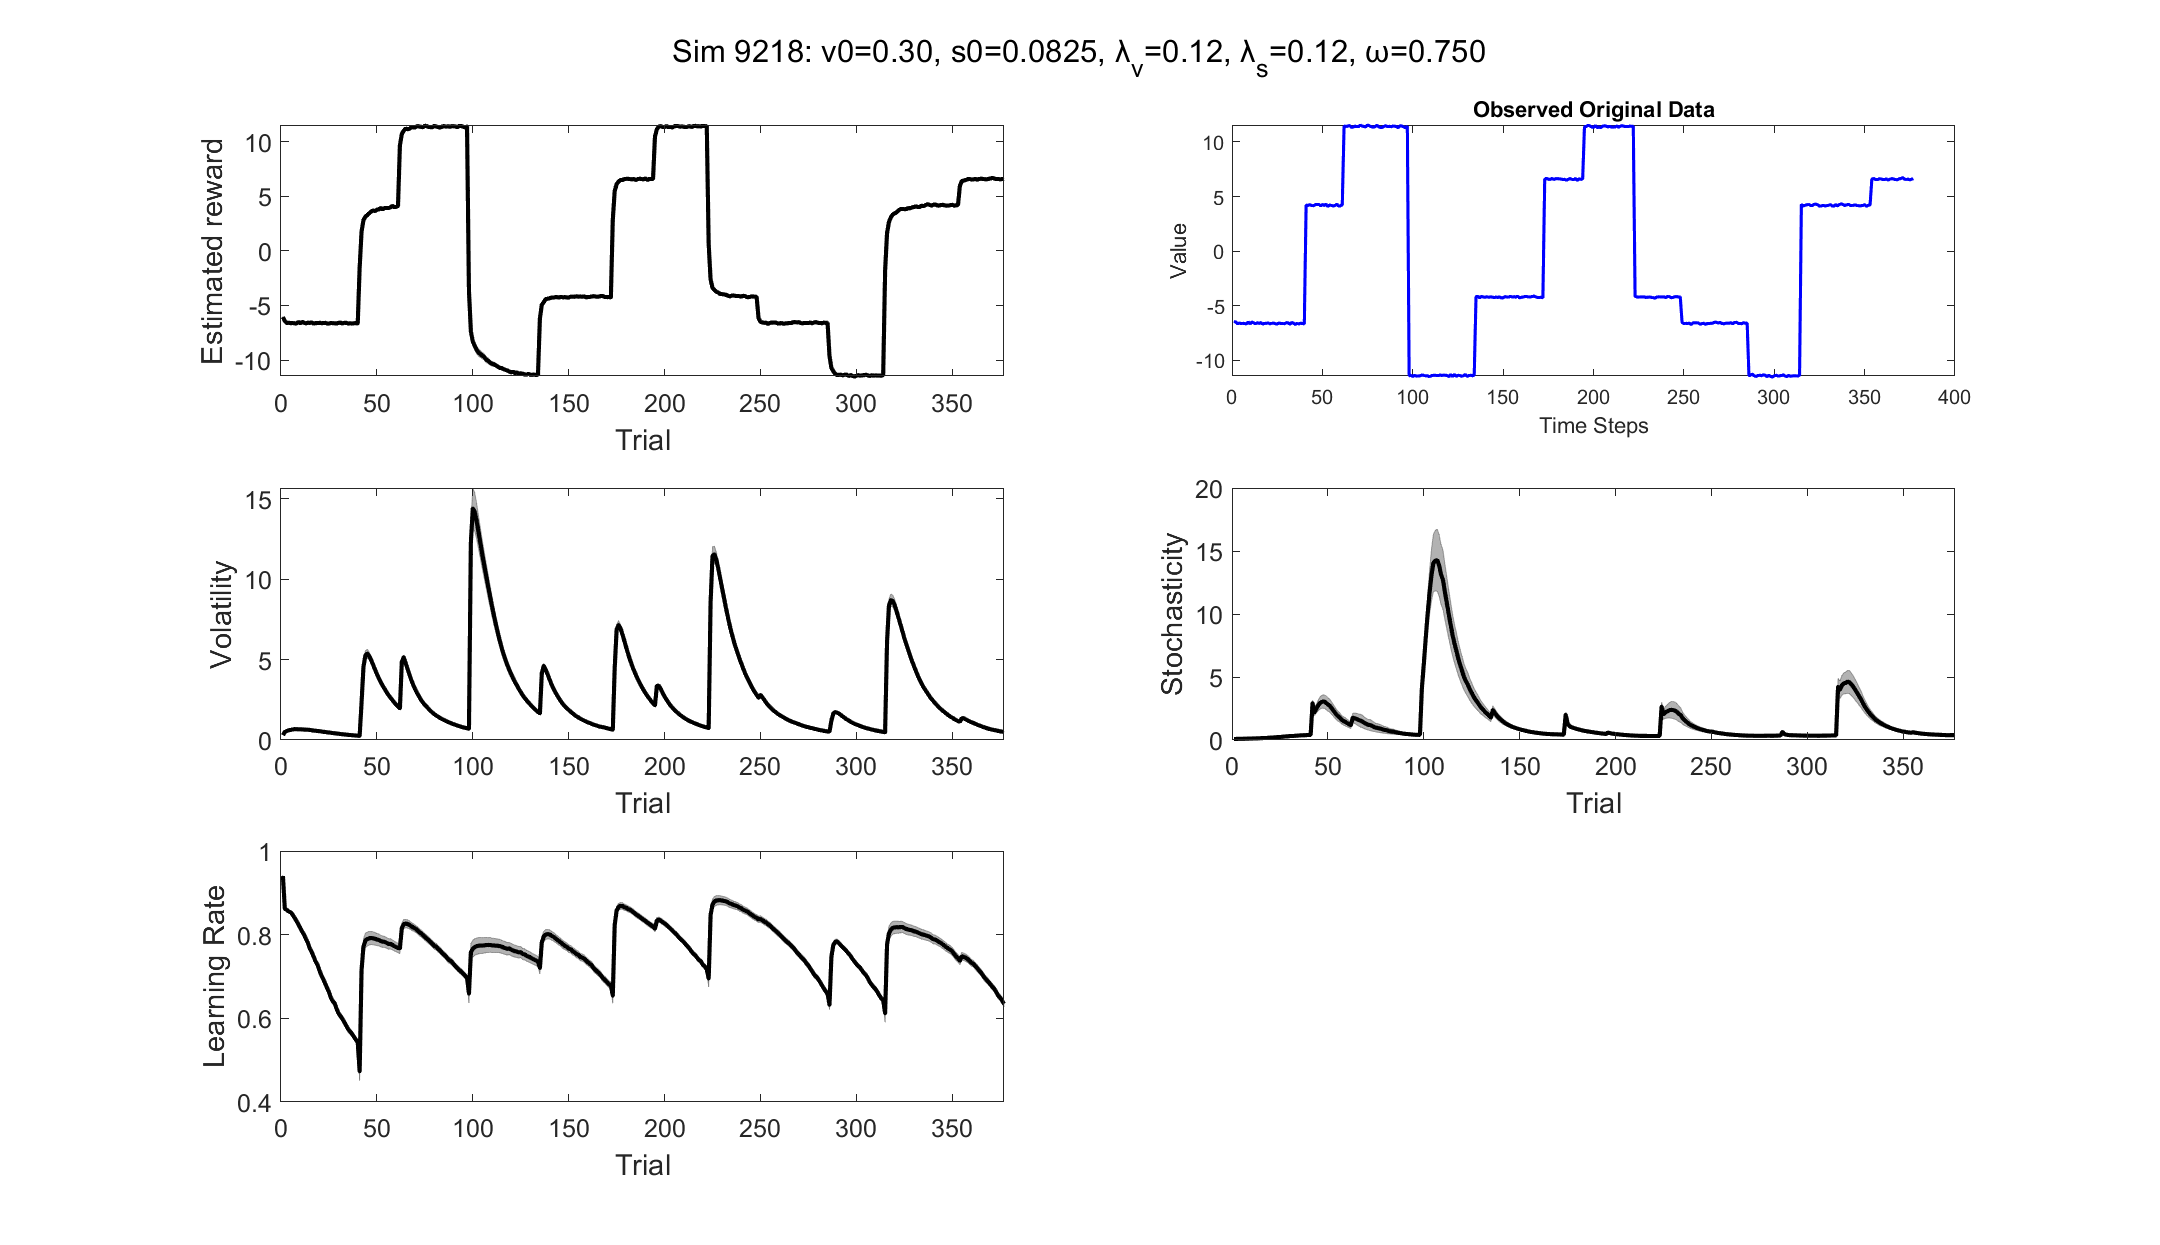 Sim 9218: v0=0.30, s0=0.0825, λv=0.12, λs=0.12, ω=0.750
Estimated reward
10
5
0
-5
-10
0 50 100 150 200 250 300 350
Trial
Observed Original Data
Value
10
5
0
-5
-10
0 50 100 150 200 250 300 350 400
Time Steps
Volatility
15
10
5
0
0 50 100 150 200 250 300 350
Trial
Stochasticity
20
15
10
5
0
0 50 100 150 200 250 300 350
Trial
Learning Rate
1
0.8
0.6
0.4
0 50 100 150 200 250 300 350
Trial